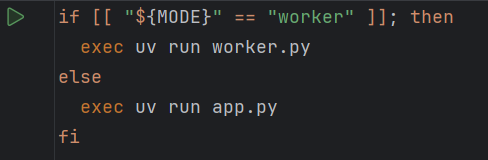 if [[ "${MODE}" == "worker" ]]; then
  exec uv run worker.py
else
  exec uv run app.py
fi